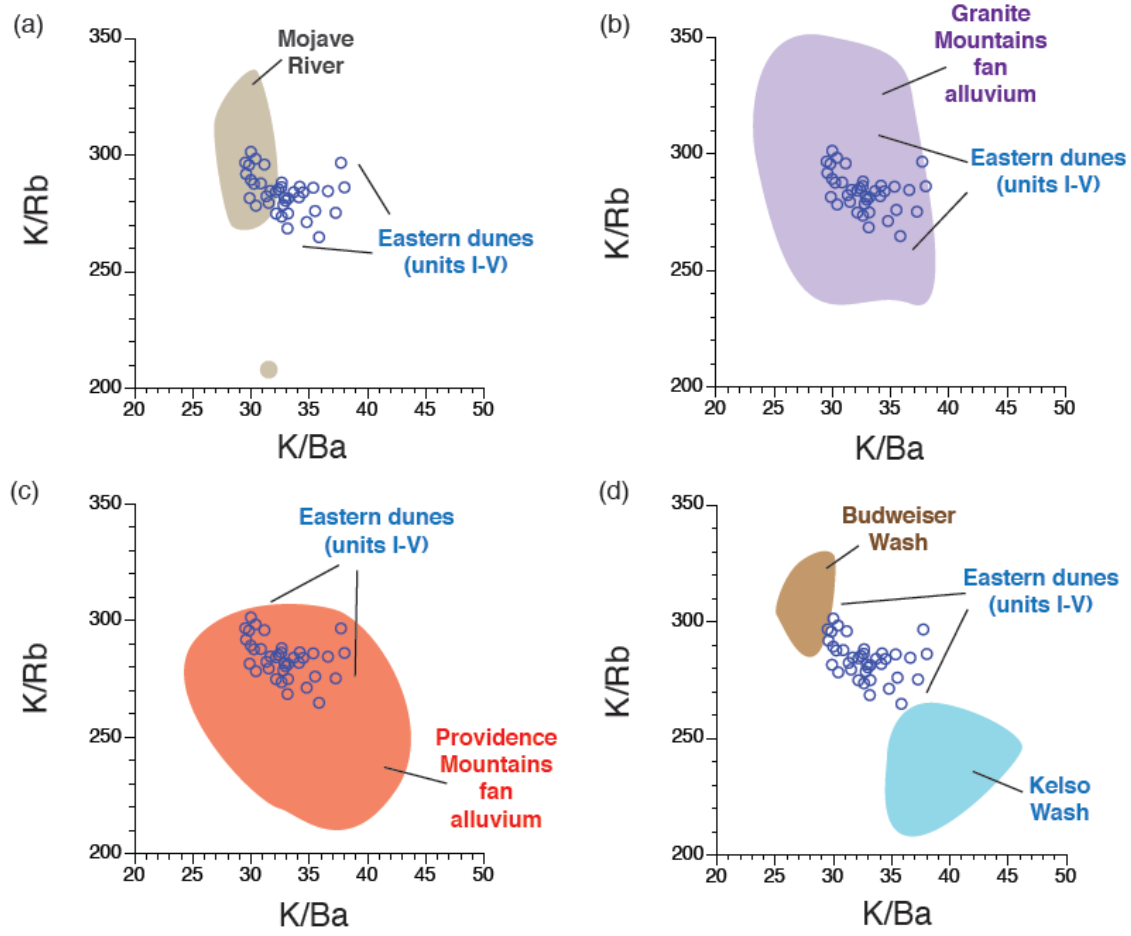 (a)
350
300
250
200
K/Rb
Mojave
River
Eastern dunes
(units I-V)
20 25 30 35 40 45 50
K/Ba
(b)
350
300
250
200
K/Rb
Granite
Mountains
fan
alluvium
Eastern dunes
(units I-V)
20 25 30 35 40 45 50
K/Ba
(c)
350
300
250
200
K/Rb
Eastern dunes
(units I-V)
Providence
Mountains
fan
alluvium
20 25 30 35 40 45 50
K/Ba
(d)
350
300
250
200
K/Rb
Budweiser
Wash
Eastern dunes
(units I-V)
Kelso
Wash
20 25 30 35 40 45 50
K/Ba